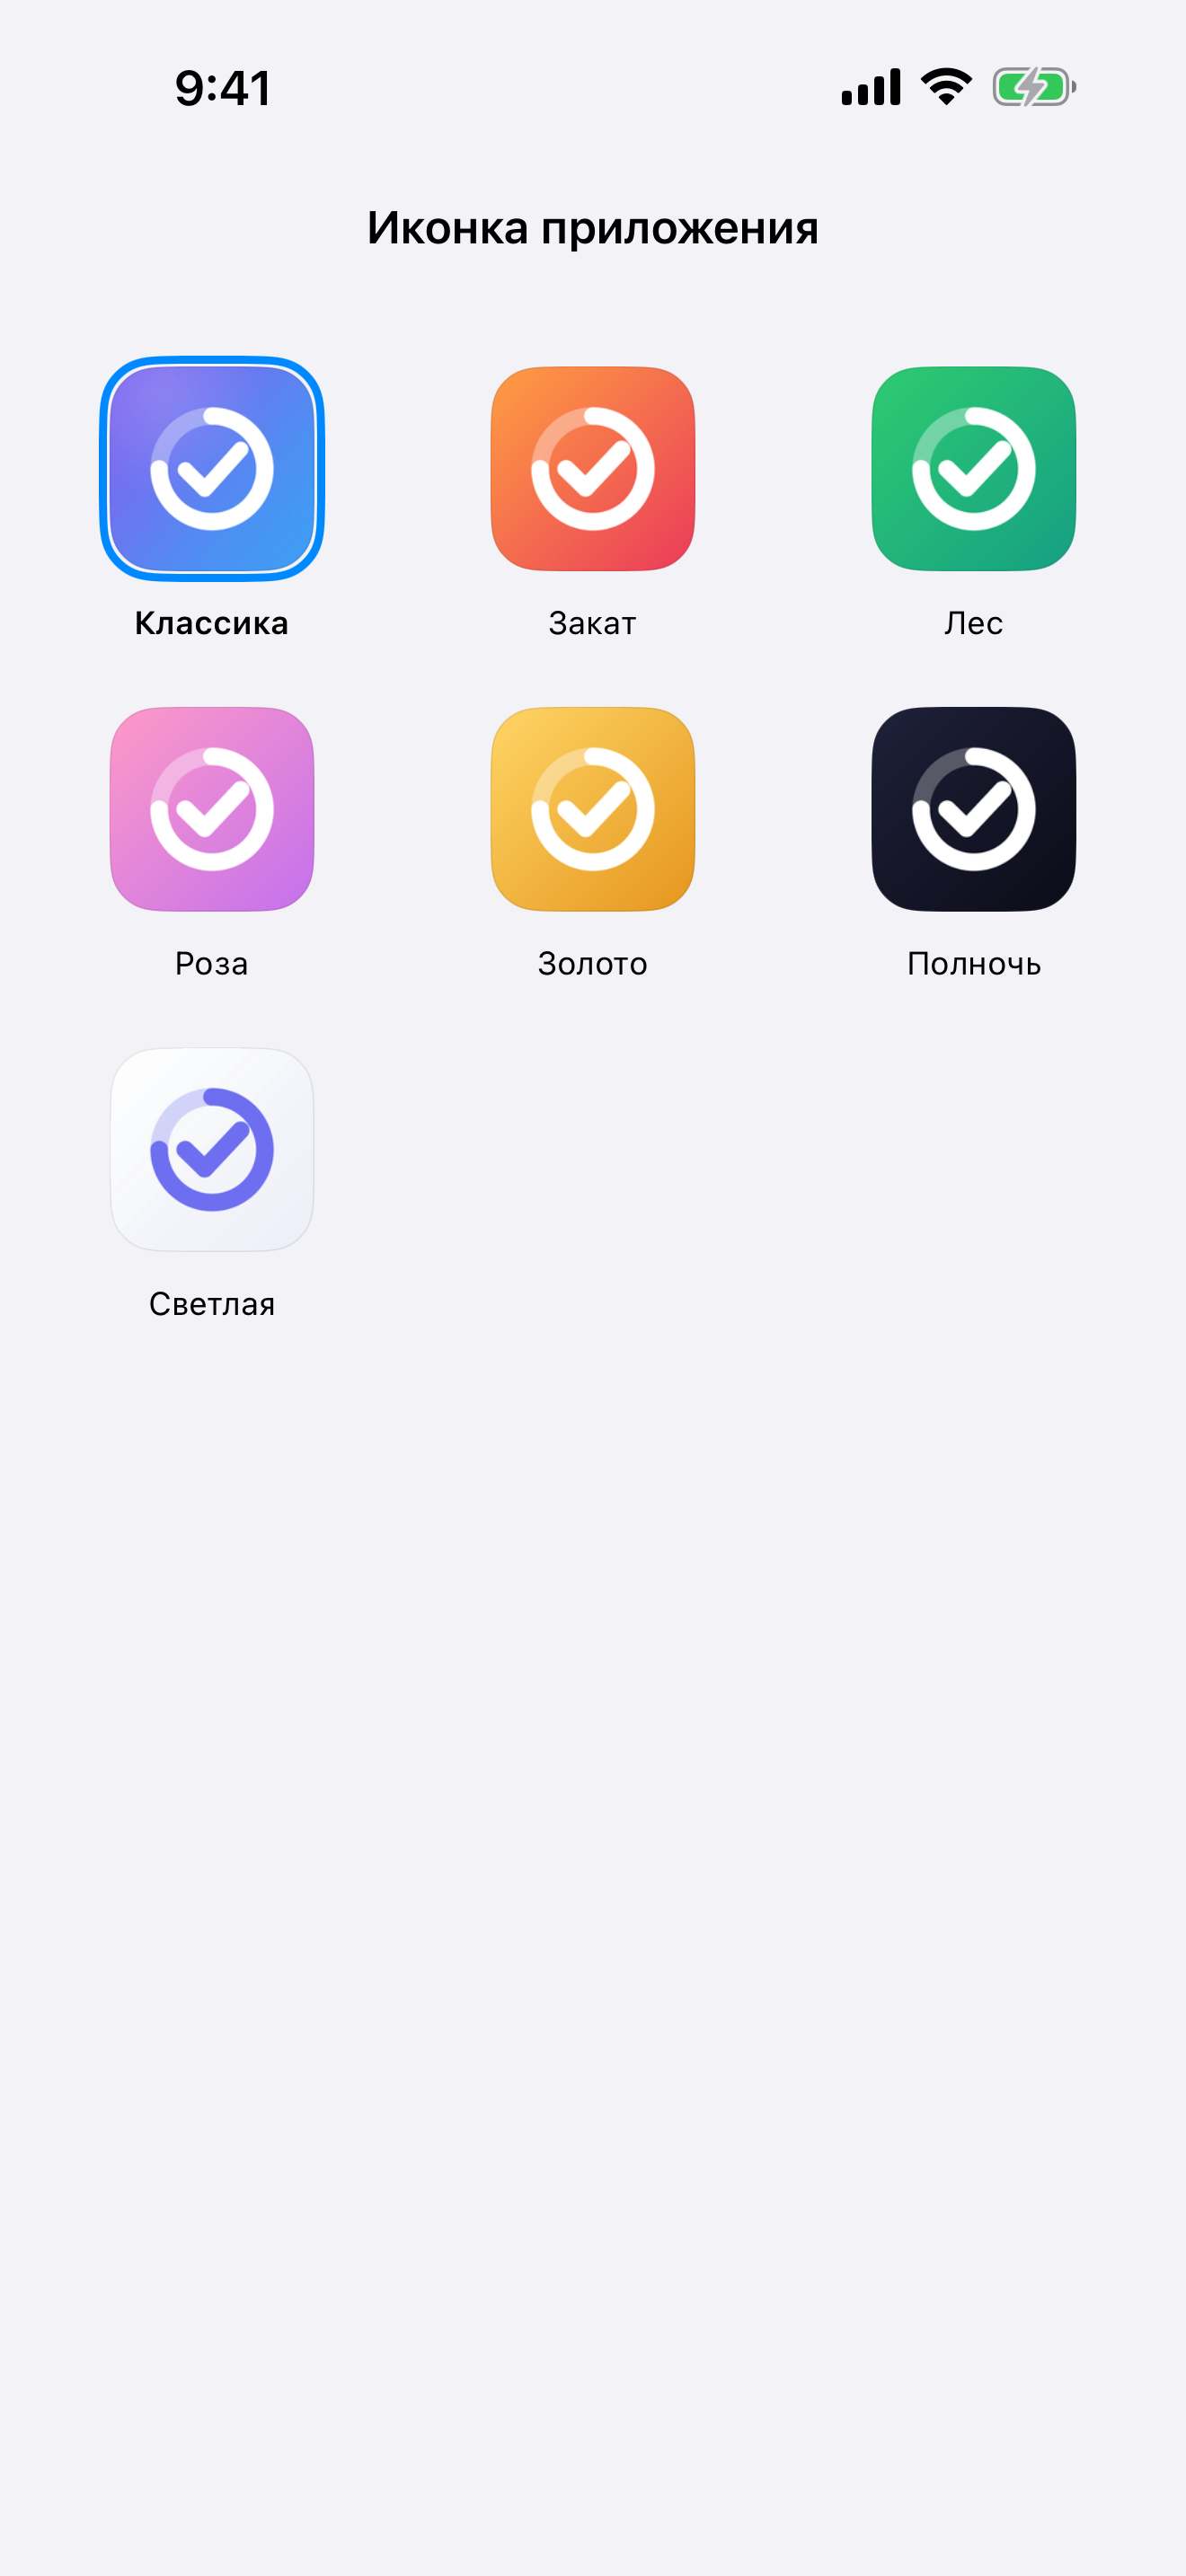 9:41
Иконка приложения
Классика
Закат
Лес
Роза
Золото
Полночь
Светлая